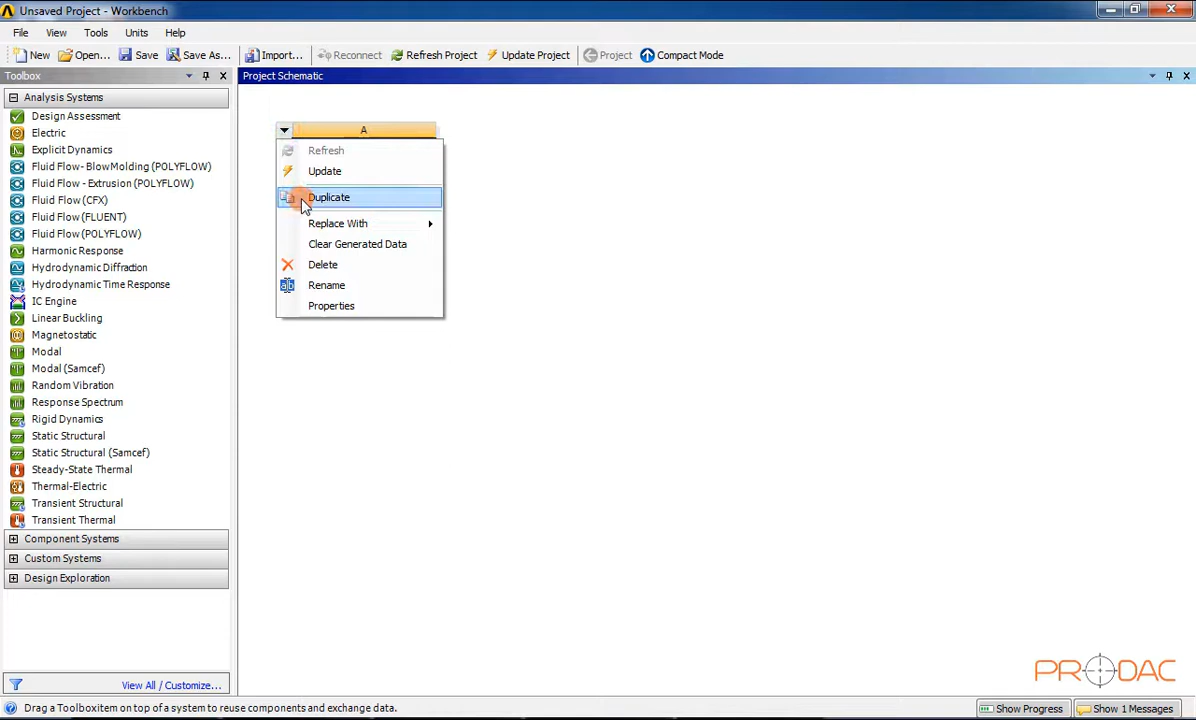 Unsaved Project - Workbench
File View Tools Units Help
New Open... Save Save As... Import... Reconnect Refresh Project Update Project Project Compact Mode
Toolbox
Project Schematic
Analysis Systems
Design Assessment
Electric
Explicit Dynamics
Fluid Flow- BlowMolding (POLYFLOW)
Fluid Flow - Extrusion (POLYFLOW)
Fluid Flow (CFX)
Fluid Flow (FLUENT)
Fluid Flow (POLYFLOW)
Harmonic Response
Hydrodynamic Diffraction
Hydrodynamic Time Response
IC Engine
Linear Buckling
Magnetostatic
Modal
Modal (Samcef)
Random Vibration
Response Spectrum
Rigid Dynamics
Static Structural
Static Structural (Samcef)
Steady-State Thermal
Thermal-Electric
Transient Structural
Transient Thermal
Component Systems
Custom Systems
Design Exploration
View All / Customize...
A
Refresh
Update
Duplicate
Replace With
Clear Generated Data
Delete
Rename
Properties
PRODAC
Drag a Toolboxitem on top of a system to reuse components and exchange data.
Show Progress Show 1 Messages